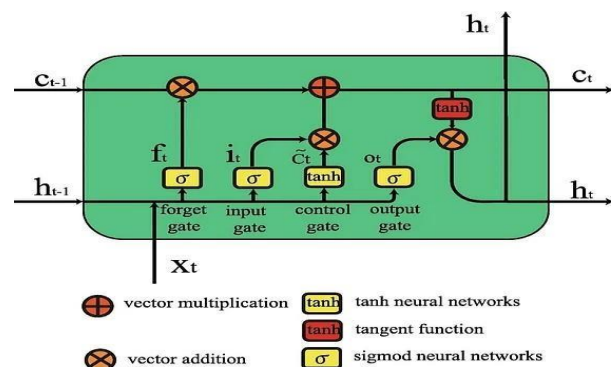 hₜ
cₜ₋₁
cₜ
tanh
fₜ
iₜ
c̃ₜ
oₜ
σ
σ
tanh
σ
hₜ₋₁
hₜ
forget gate
input gate
control gate
output gate
xₜ
vector multiplication
tanh
tanh neural networks
tanh
tangent function
vector addition
σ
sigmod neural networks